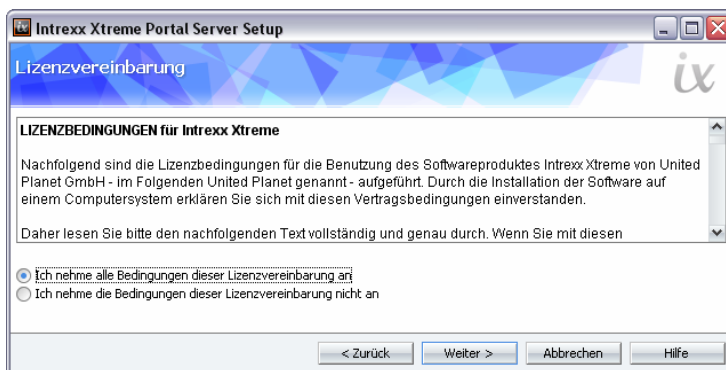 ix Intrexx Xtreme Portal Server Setup
Lizenzvereinbarung
ix
LIZENZBEDINGUNGEN für Intrexx Xtreme
Nachfolgend sind die Lizenzbedingungen für die Benutzung des Softwareproduktes Intrexx Xtreme von United
Planet GmbH - im Folgenden United Planet genannt - aufgeführt. Durch die Installation der Software auf
einem Computersystem erklären Sie sich mit diesen Vertragsbedingungen einverstanden.
Daher lesen Sie bitte den nachfolgenden Text vollständig und genau durch. Wenn Sie mit diesen
Ich nehme alle Bedingungen dieser Lizenzvereinbarung an
Ich nehme die Bedingungen dieser Lizenzvereinbarung nicht an
< Zurück Weiter > Abbrechen Hilfe